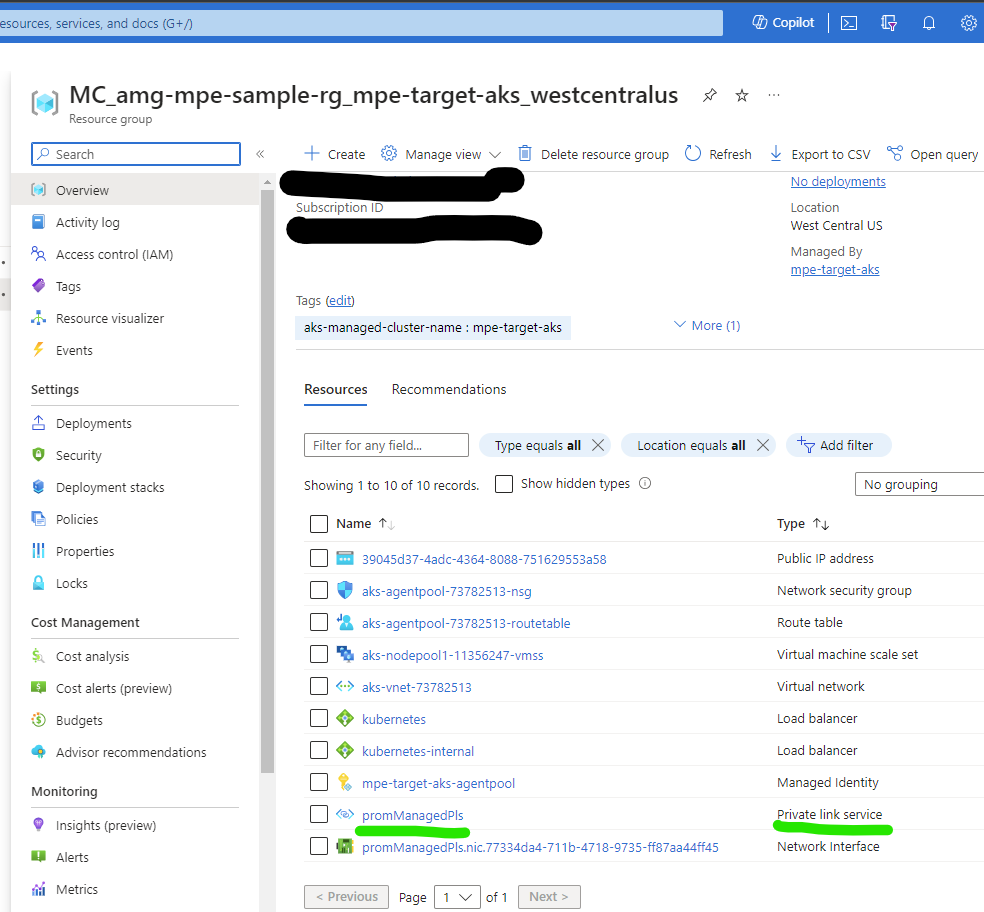 esources, services, and docs (G+/)
Copilot
MC_amg-mpe-sample-rg_mpe-target-aks_westcentralus
Resource group
Search
Create Manage view Delete resource group Refresh Export to CSV Open query
Overview
Activity log
Access control (IAM)
Tags
Resource visualizer
Events
Settings
Deployments
Security
Deployment stacks
Policies
Properties
Locks
Cost Management
Cost analysis
Cost alerts (preview)
Budgets
Advisor recommendations
Monitoring
Insights (preview)
Alerts
Metrics
Subscription ID
No deployments
Location
West Central US
Managed By
mpe-target-aks
Tags (edit)
aks-managed-cluster-name : mpe-target-aks
More (1)
Resources Recommendations
Filter for any field... Type equals all Location equals all Add filter
Showing 1 to 10 of 10 records. Show hidden types
No grouping
Name Type
39045d37-4adc-4364-8088-751629553a58 Public IP address
aks-agentpool-73782513-nsg Network security group
aks-agentpool-73782513-routetable Route table
aks-nodepool1-11356247-vmss Virtual machine scale set
aks-vnet-73782513 Virtual network
kubernetes Load balancer
kubernetes-internal Load balancer
mpe-target-aks-agentpool Managed Identity
promManagedPls Private link service
promManagedPls.nic.77334da4-711b-4718-9735-ff87aa44ff45 Network Interface
< Previous Page 1 of 1 Next >